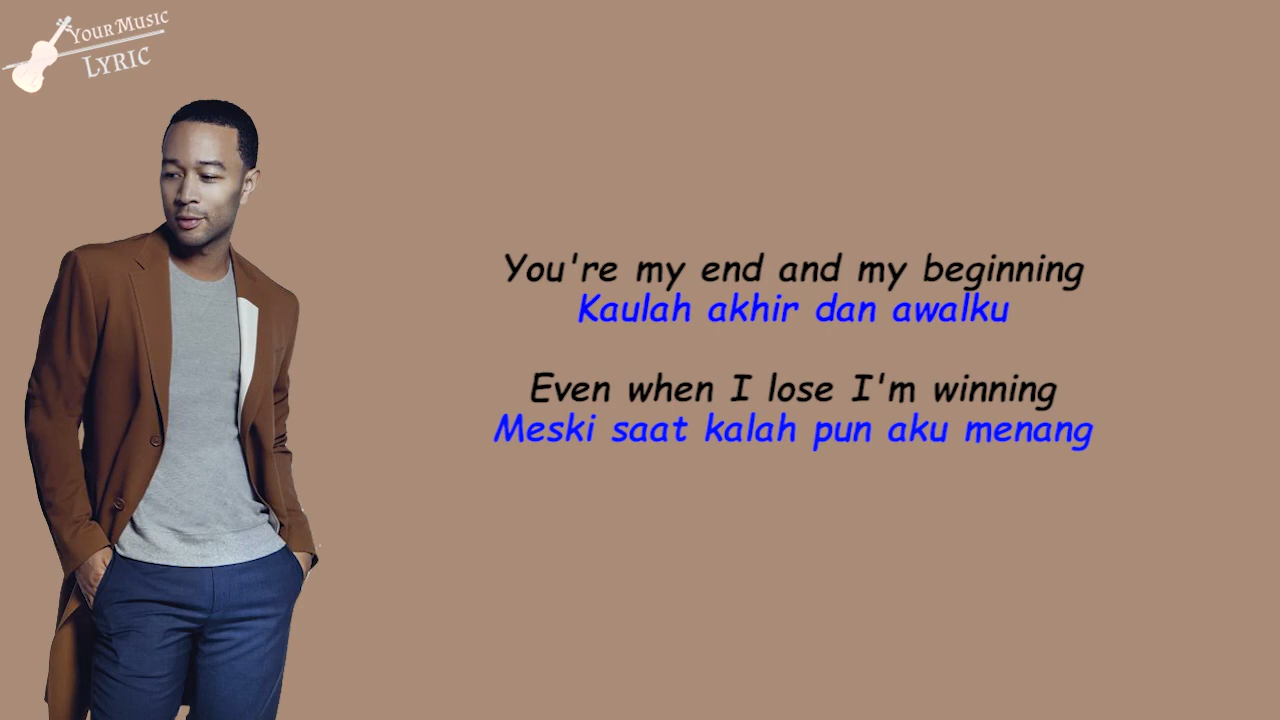 YOUR MUSIC
LYRIC
You're my end and my beginning
Kaulah akhir dan awalku
Even when I lose I'm winning
Meski saat kalah pun aku menang